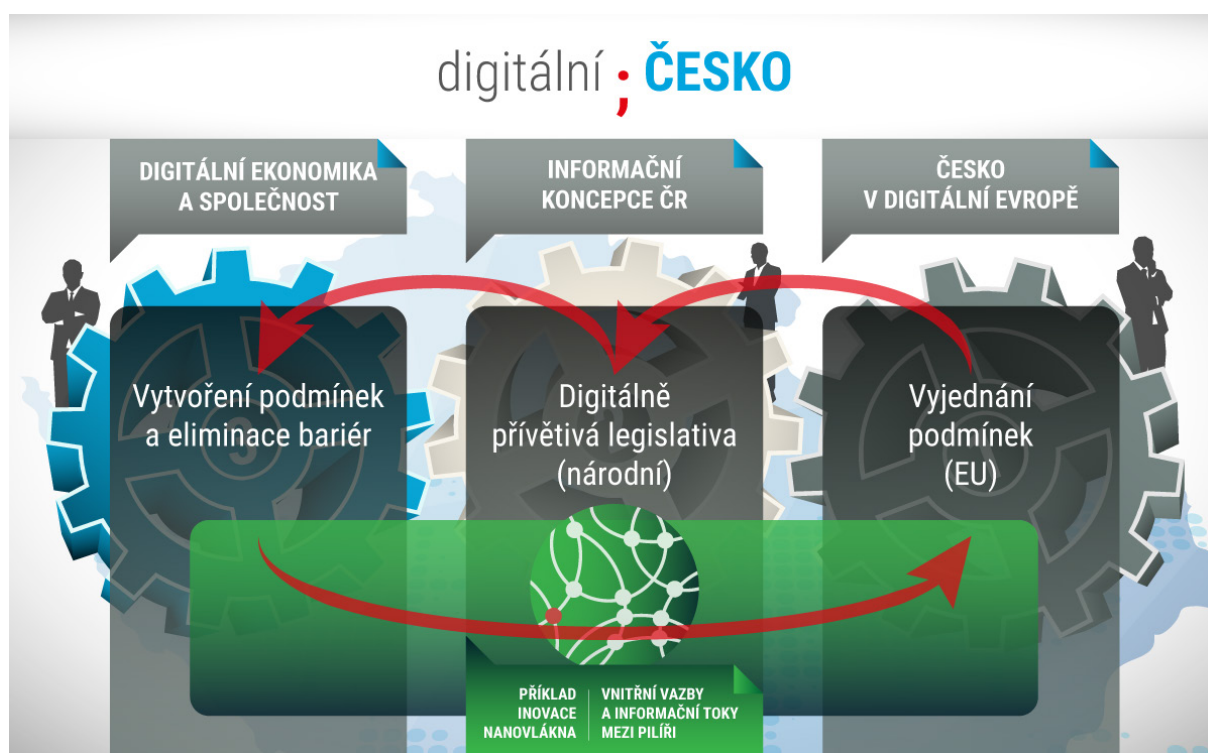 digitální ; ČESKO
DIGITÁLNÍ EKONOMIKA
A SPOLEČNOST
INFORMAČNÍ
KONCEPCE ČR
ČESKO
V DIGITÁLNÍ EVROPĚ
Vytvoření podmínek
a eliminace bariér
3
Digitálně
přívětivá legislativa
(národní)
Vyjednání
podmínek
(EU)
PŘÍKLAD
INOVACE
NANOVLÁKNA
VNITŘNÍ VAZBY
A INFORMAČNÍ TOKY
MEZI PILÍŘI